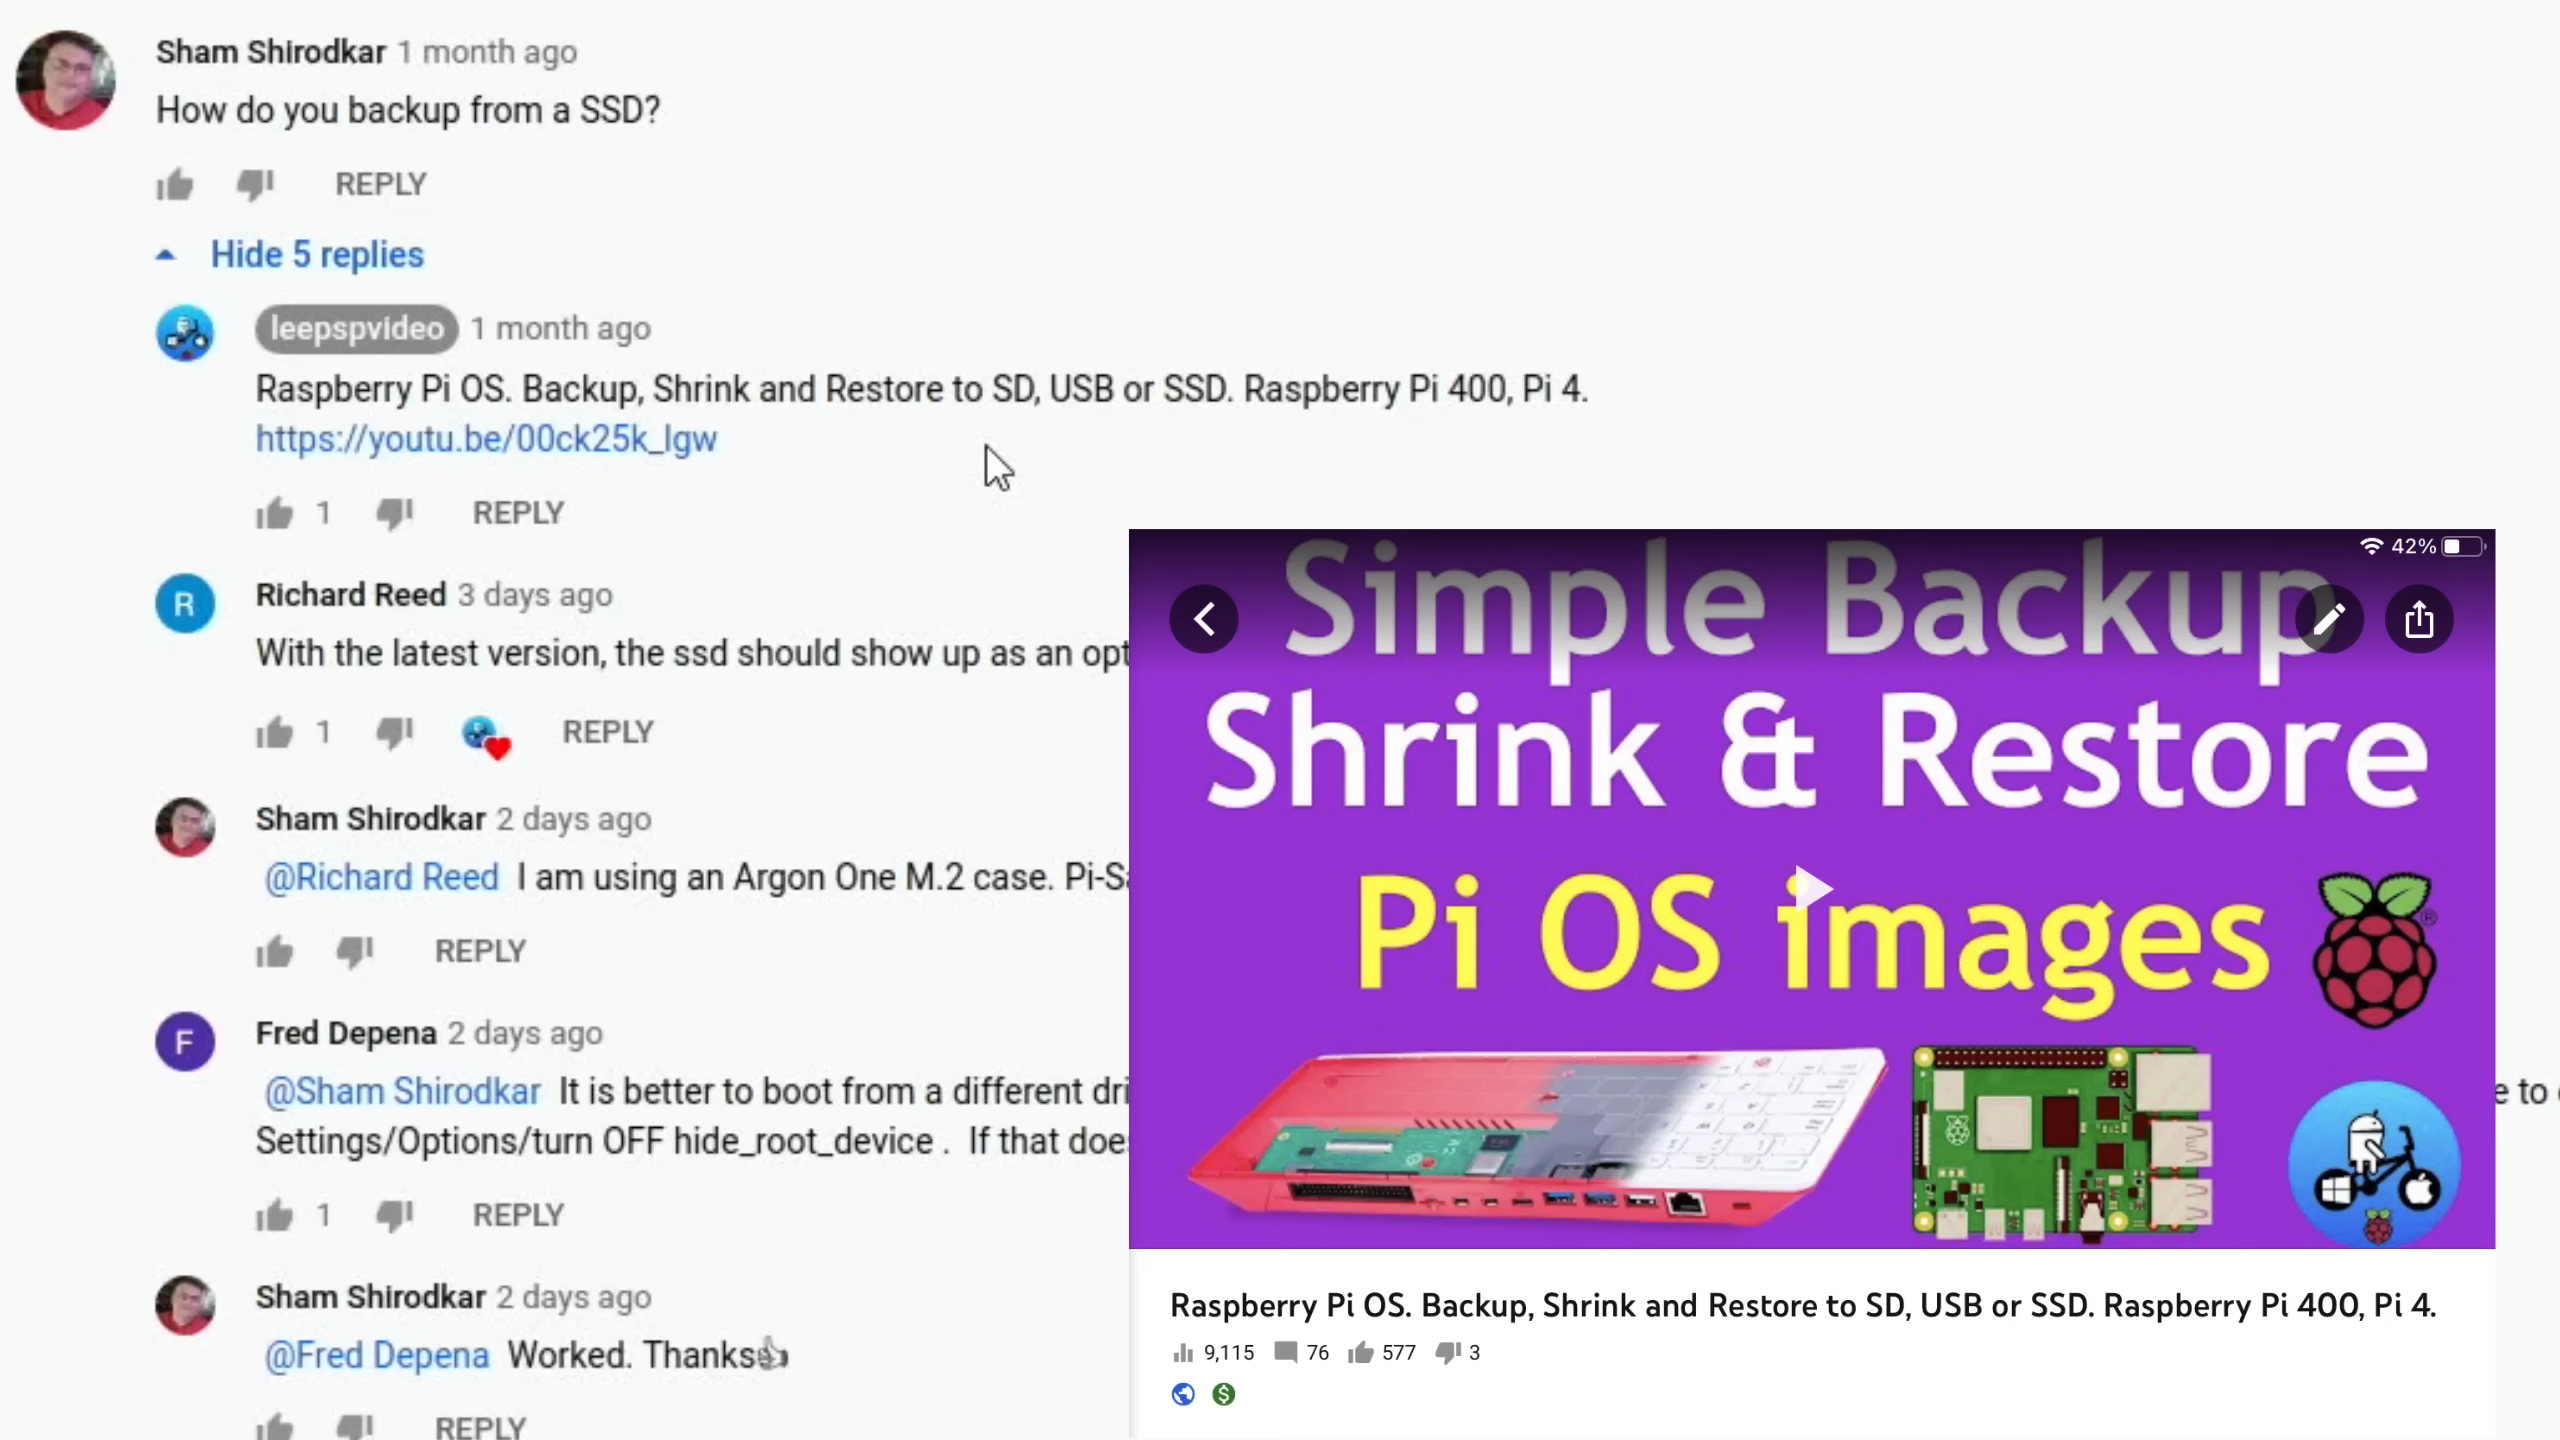 Sham Shirodkar 1 month ago
How do you backup from a SSD?
REPLY
Hide 5 replies
leepspvideo 1 month ago
Raspberry Pi OS. Backup, Shrink and Restore to SD, USB or SSD. Raspberry Pi 400, Pi 4.
https://youtu.be/00ck25k_lgw
1 REPLY
R
Richard Reed 3 days ago
With the latest version, the ssd should show up as an opt
1 REPLY
Sham Shirodkar 2 days ago
@Richard Reed I am using an Argon One M.2 case. Pi-Sa
REPLY
F
Fred Depena 2 days ago
@Sham Shirodkar It is better to boot from a different dri
e to
Settings/Options/turn OFF hide_root_device . If that doe
1 REPLY
Sham Shirodkar 2 days ago
@Fred Depena Worked. Thanks👍
REPLY
42%
Simple Backup
Shrink & Restore
Pi OS images
®
Raspberry Pi OS. Backup, Shrink and Restore to SD, USB or SSD. Raspberry Pi 400, Pi 4.
9,115 76 577 3